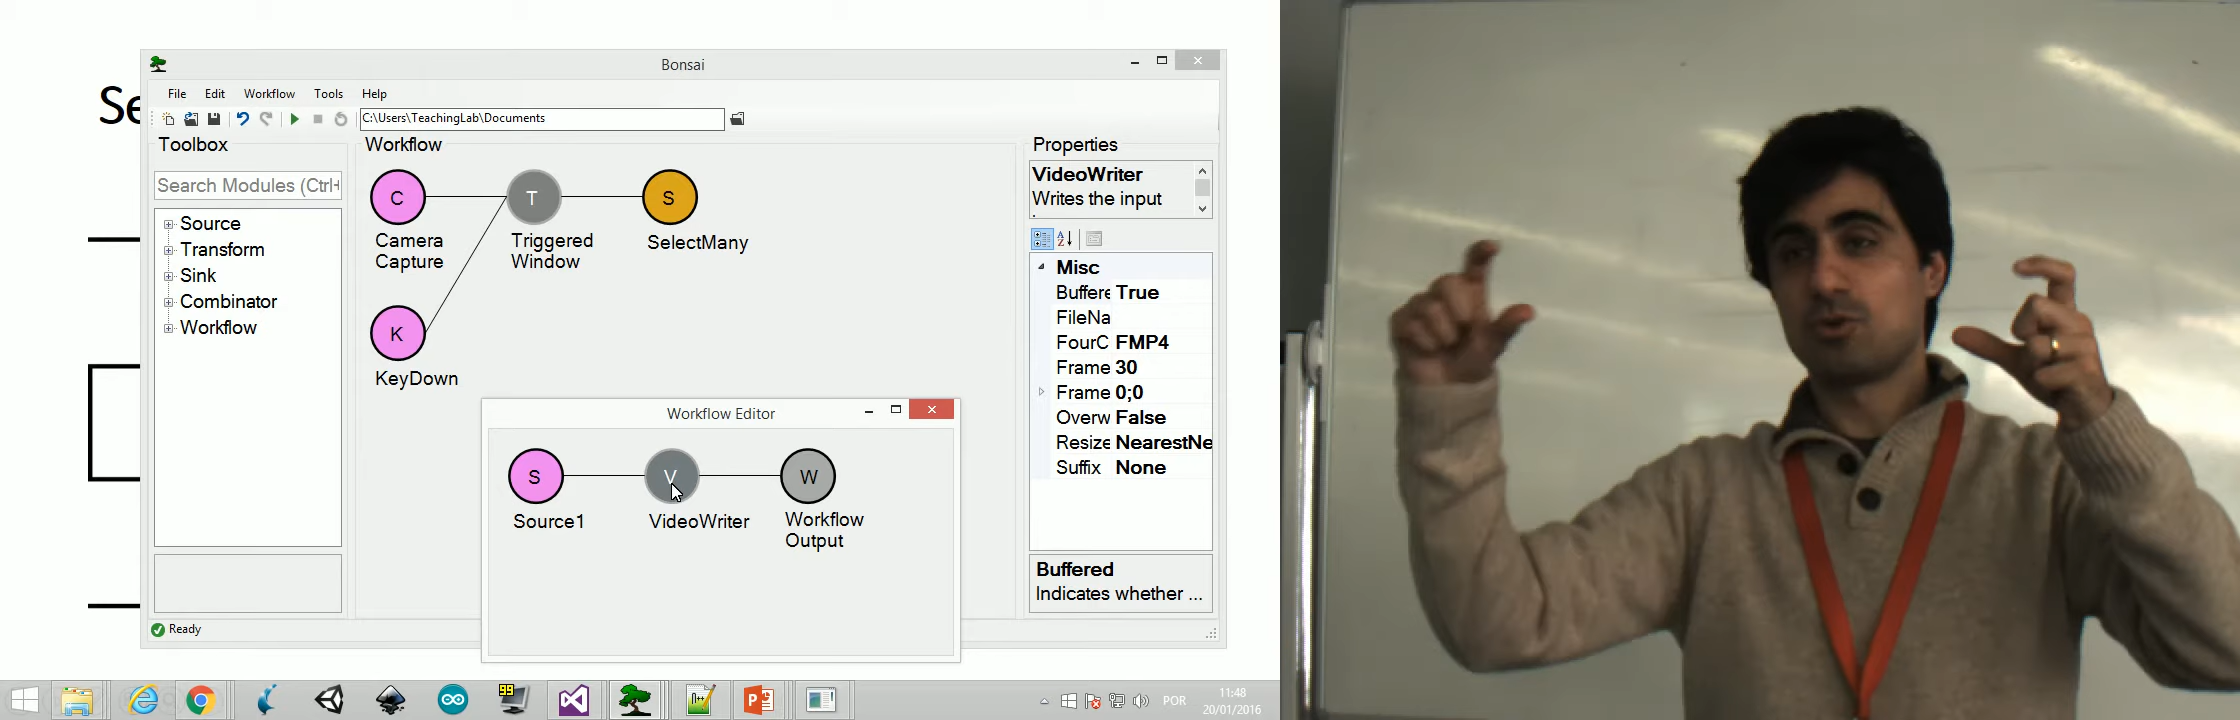 Se
Bonsai
File Edit Workflow Tools Help
C:\Users\TeachingLab\Documents
Toolbox
Search Modules (Ctrl+
Source
Transform
Sink
Combinator
Workflow
Workflow
C
T
S
Camera
Capture
Triggered
Window
SelectMany
K
KeyDown
Properties
VideoWriter
Writes the input
Misc
Buffere True
FileNa
FourC FMP4
Frame 30
Frame 0;0
Overw False
Resize NearestNe
Suffix None
Buffered
Indicates whether ...
Workflow Editor
S
V
W
Source1
VideoWriter
Workflow
Output
Ready
99
POR
11:48
20/01/2016